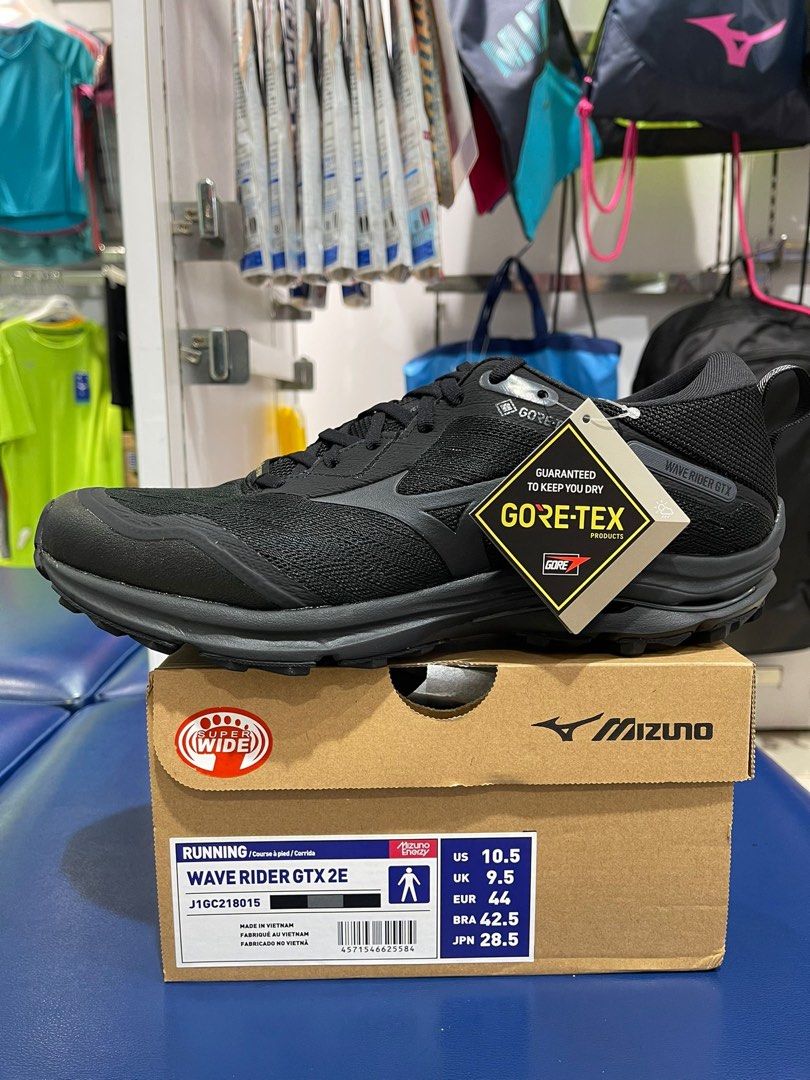 MIZ
GORE-T
WAVE RIDER GTX
GUARANTEED
TO KEEP YOU DRY
GORE-TEX
PRODUCTS
GORE
SUPER
WIDE
MIZUNO
RUNNING / Course à pied / Corrida
Mizuno
Enerzy
WAVE RIDER GTX 2E
J1GC218015
MADE IN VIETNAM
FABRIQUÉ AU VIETNAM
FABRICADO NO VIETNÃ
4571546625584
US 10.5
UK 9.5
EUR 44
BRA 42.5
JPN 28.5